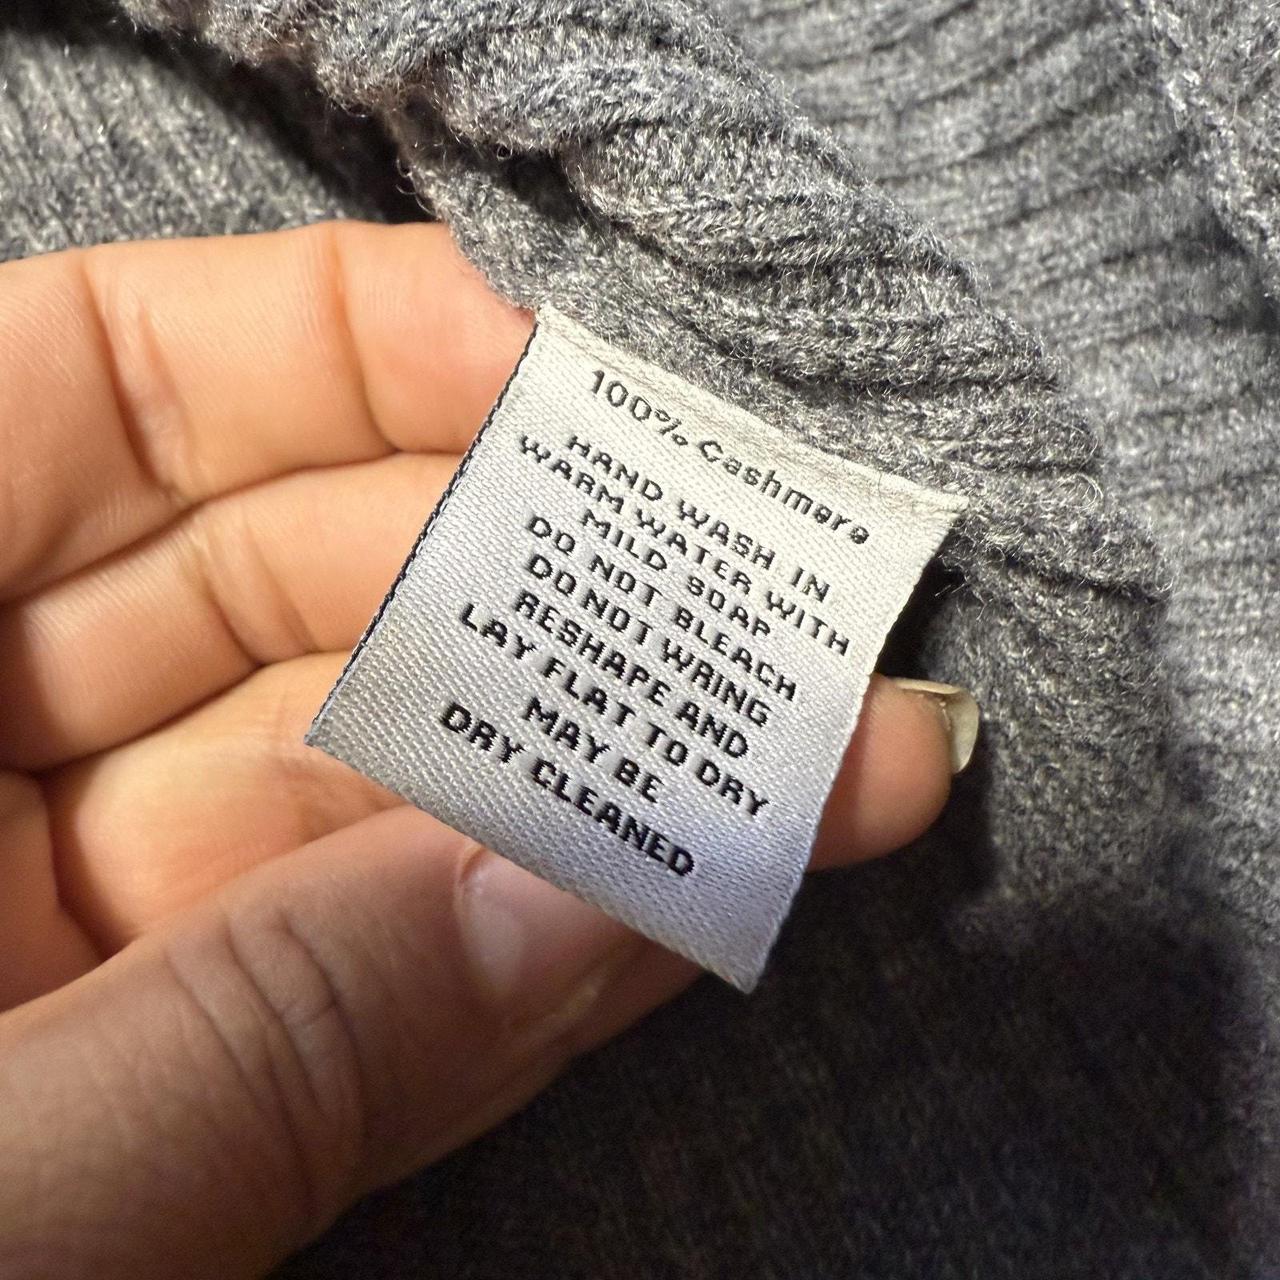 100% Cashmere
HAND WASH IN
WARM WATER WITH
MILD SOAP
DO NOT BLEACH
DO NOT WRING
RESHAPE AND
LAY FLAT TO DRY
MAY BE
DRY CLEANED